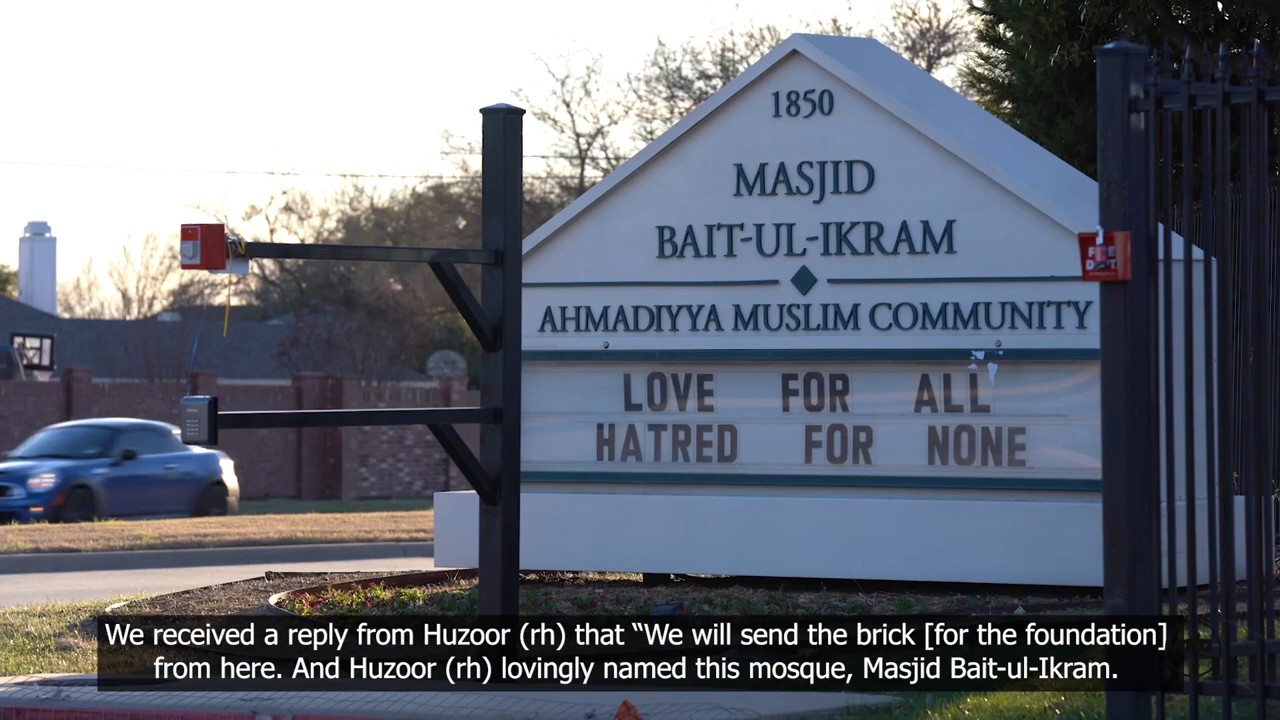 1850
MASJID
BAIT-UL-IKRAM
AHMADIYYA MUSLIM COMMUNITY
LOVE FOR ALL
HATRED FOR NONE
We received a reply from Huzoor (rh) that “We will send the brick [for the foundation]
from here. And Huzoor (rh) lovingly named this mosque, Masjid Bait-ul-Ikram.